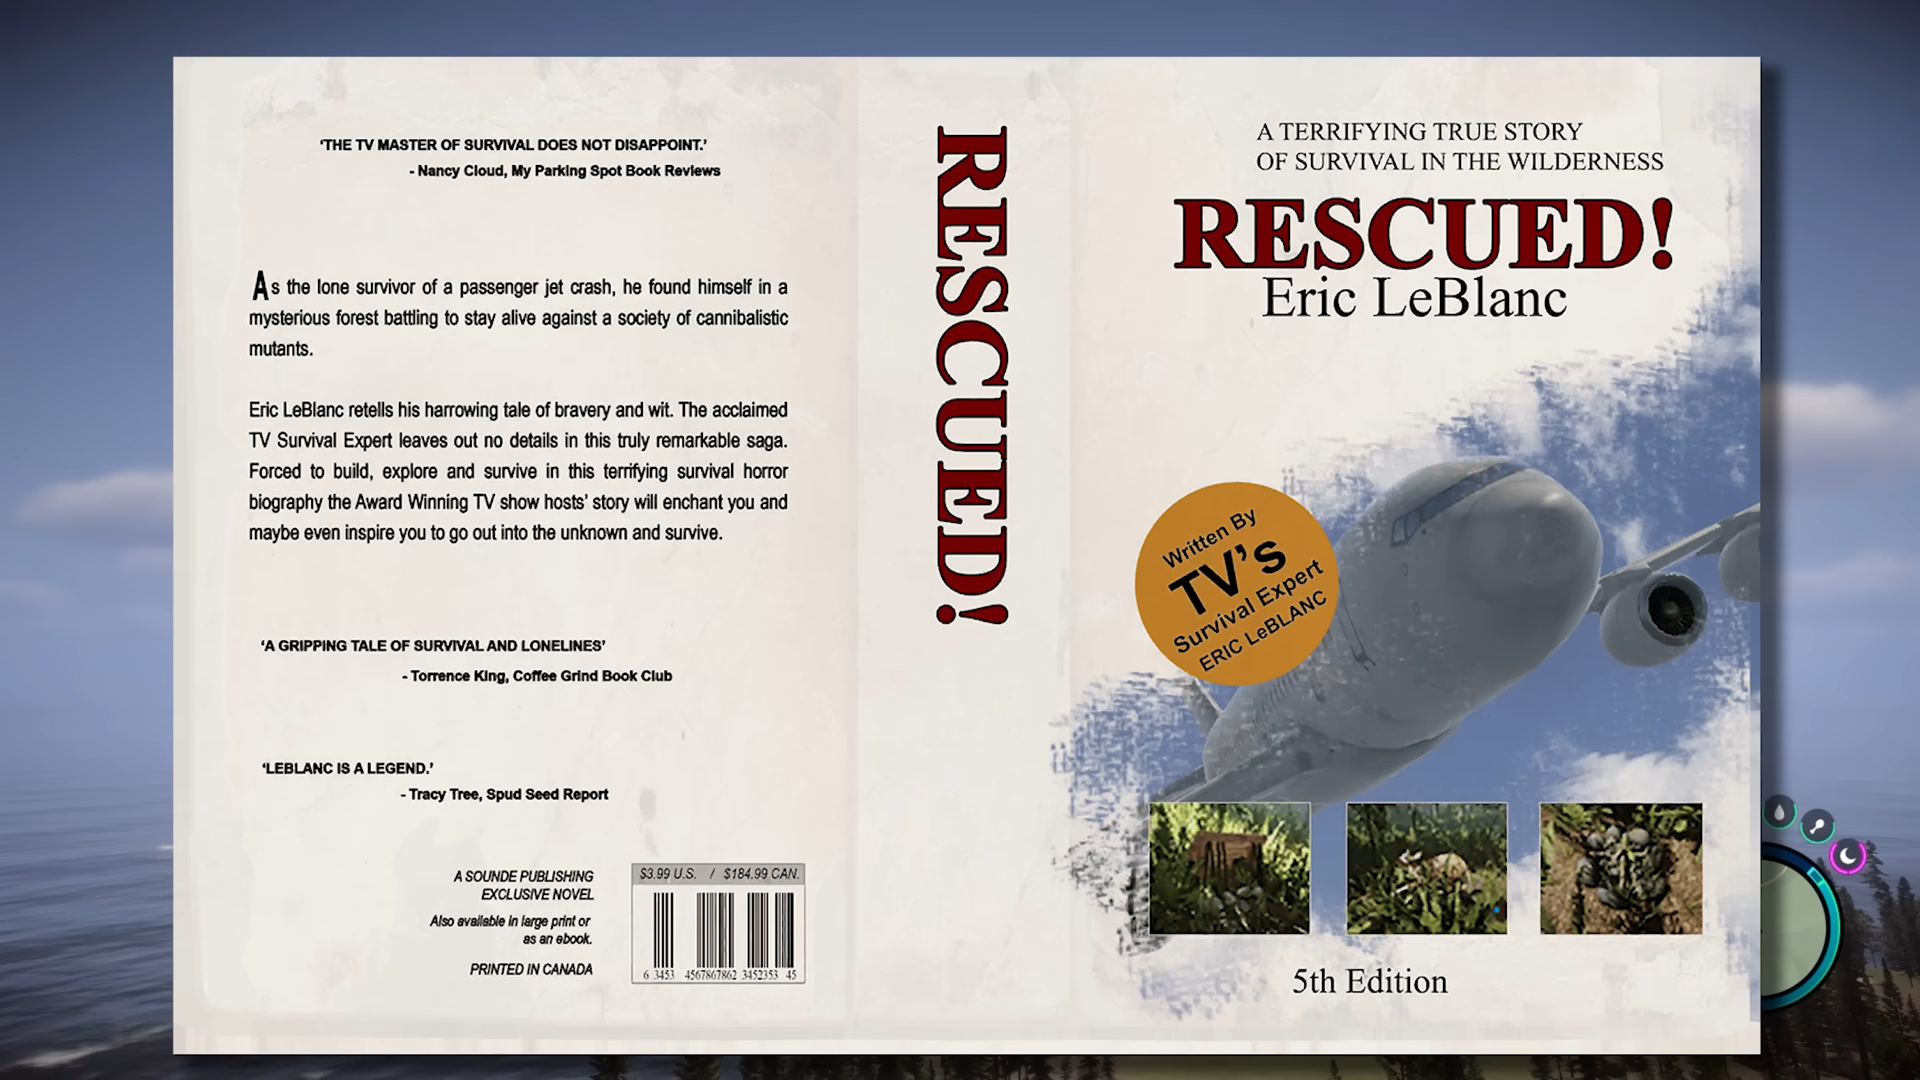 ‘THE TV MASTER OF SURVIVAL DOES NOT DISAPPOINT.’
- Nancy Cloud, My Parking Spot Book Reviews
As the lone survivor of a passenger jet crash, he found himself in a
mysterious forest battling to stay alive against a society of cannibalistic
mutants.
Eric LeBlanc retells his harrowing tale of bravery and wit. The acclaimed
TV Survival Expert leaves out no details in this truly remarkable saga.
Forced to build, explore and survive in this terrifying survival horror
biography the Award Winning TV show hosts’ story will enchant you and
maybe even inspire you to go out into the unknown and survive.
‘A GRIPPING TALE OF SURVIVAL AND LONELINES’
- Torrence King, Coffee Grind Book Club
‘LEBLANC IS A LEGEND.’
- Tracy Tree, Spud Seed Report
A SOUNDE PUBLISHING
EXCLUSIVE NOVEL
Also available in large print or
as an ebook.
PRINTED IN CANADA
$3.99 U.S. / $184.99 CAN.
6 3453 4567867862 3452353 45
RESCUED!
A TERRIFYING TRUE STORY
OF SURVIVAL IN THE WILDERNESS
RESCUED!
Eric LeBlanc
Written By
TV’s
Survival Expert
ERIC LeBLANC
5th Edition